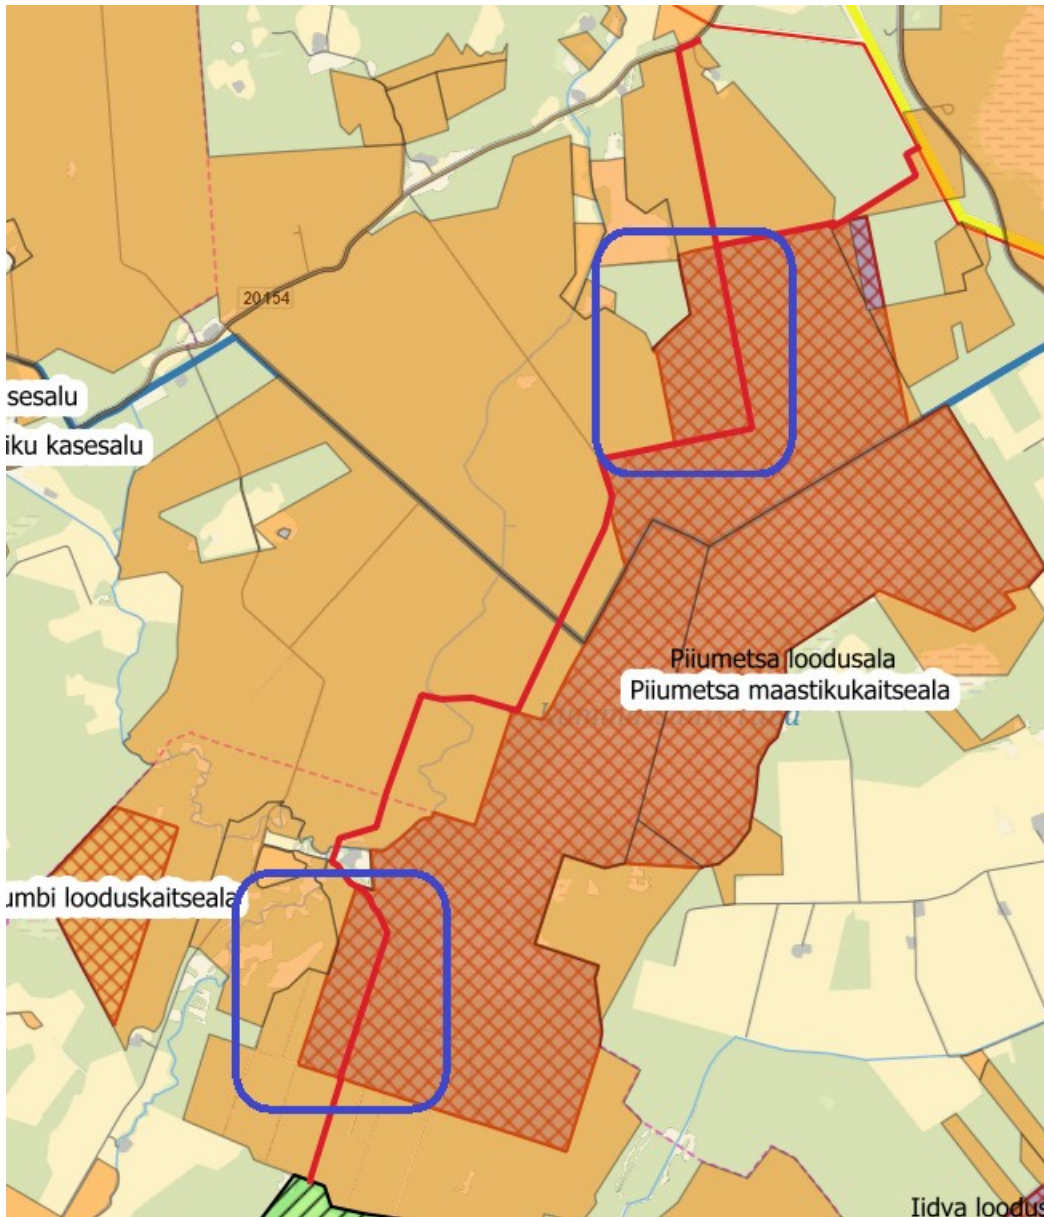 20154
sesalu
iku kasesalu
Piiumetsa loodusala
Piiumetsa maastikukaitseala
umbi looduskaitseala
Iidva loodus